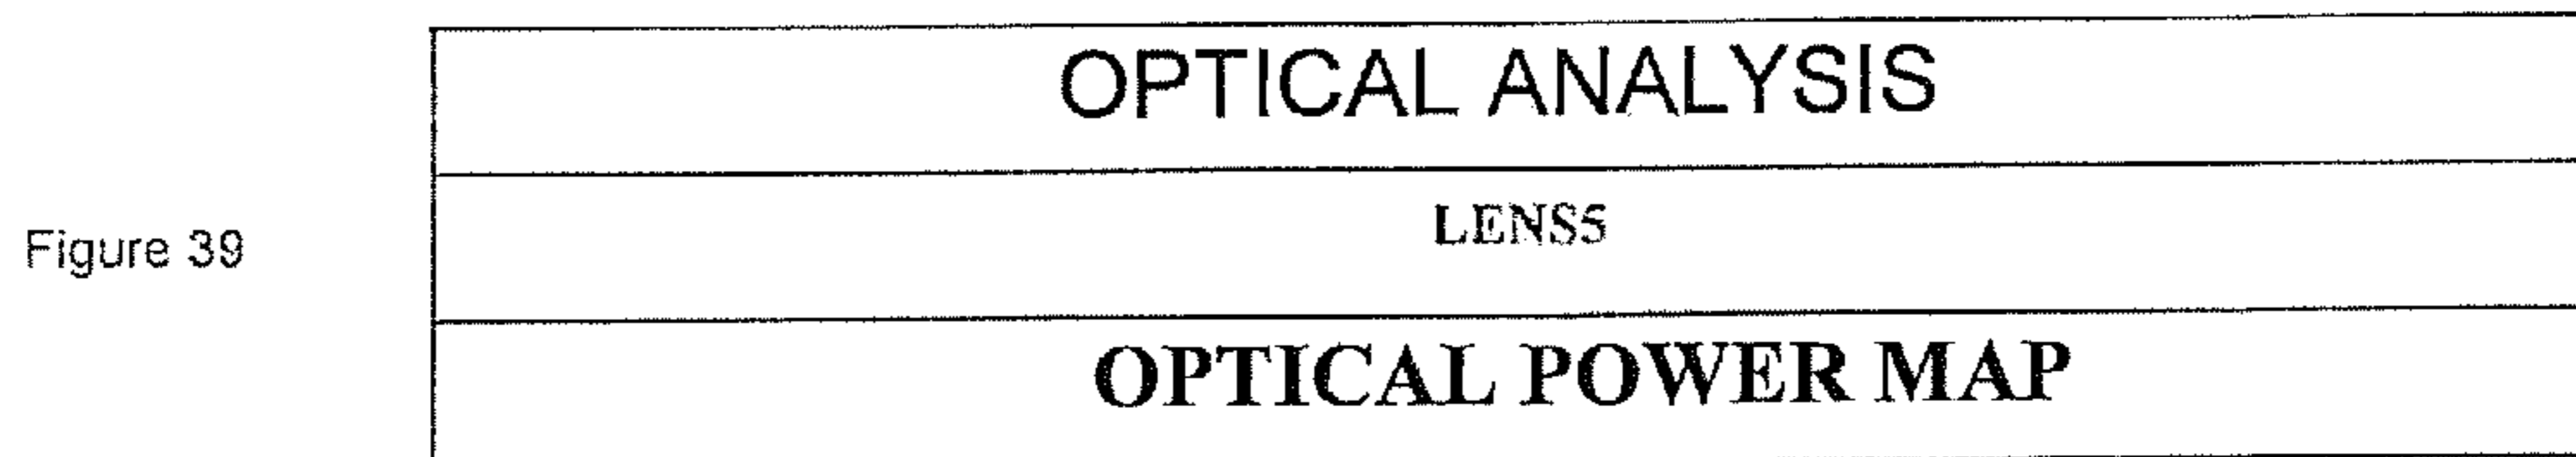 OPTICAL ANALYSIS
LENS5
Figure 39
OPTICAL POWER MAP